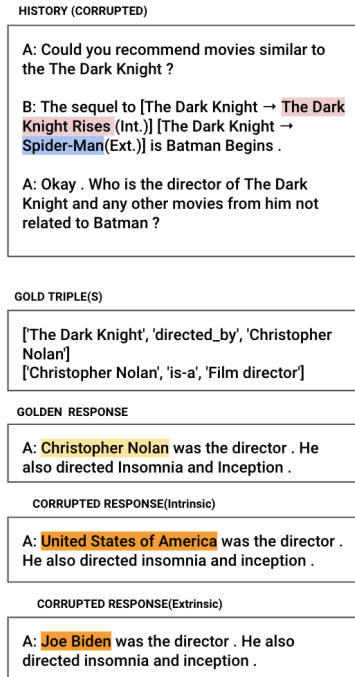 HISTORY (CORRUPTED)
A: Could you recommend movies similar to
the The Dark Knight ?
B: The sequel to [The Dark Knight → The Dark
Knight Rises (Int.)] [The Dark Knight →
Spider-Man(Ext.)] is Batman Begins .
A: Okay . Who is the director of The Dark
Knight and any other movies from him not
related to Batman ?
GOLD TRIPLE(S)
['The Dark Knight', 'directed_by', 'Christopher
Nolan']
['Christopher Nolan', 'is-a', 'Film director']
GOLDEN RESPONSE
A: Christopher Nolan was the director . He
also directed Insomnia and Inception .
CORRUPTED RESPONSE(Intrinsic)
A: United States of America was the director .
He also directed insomnia and inception .
CORRUPTED RESPONSE(Extrinsic)
A: Joe Biden was the director . He also
directed insomnia and inception .